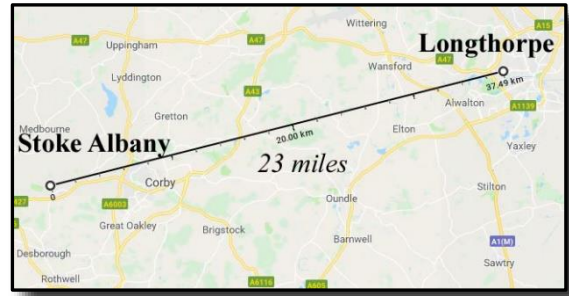 Wittering
A15
A47
A47
Longthorpe
Uppingham
A47
Wansford
Lyddington
37.49 km
A43
Alwalton
A1139
Gretton
Medbourne
Elton
Stoke Albany
20.00 km
Yaxley
23 miles
0
Corby
Stilton
Oundle
A6003
Great Oakley
Brigstock
Barnwell
A1(M)
Desborough
Sawtry
Rothwell
A6116
A605